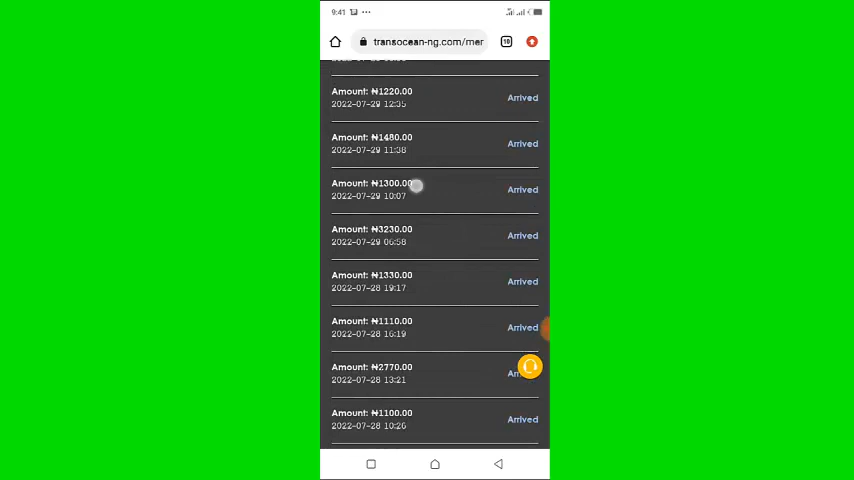 9:41
transocean-ng.com/mer
18
Amount: ₦1220.00
2022-07-29 12:35
Arrived
Amount: ₦1480.00
2022-07-29 11:38
Arrived
Amount: ₦1300.00
2022-07-29 10:07
Arrived
Amount: ₦3230.00
2022-07-29 06:58
Arrived
Amount: ₦1330.00
2022-07-28 19:17
Arrived
Amount: ₦1110.00
2022-07-28 16:19
Arrived
Amount: ₦2770.00
2022-07-28 13:21
Amount: ₦1100.00
2022-07-28 10:26
Arrived